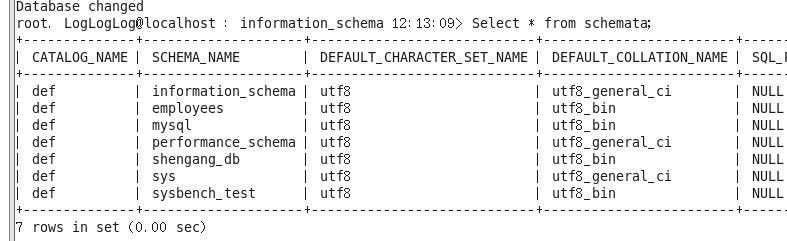 Database changed
root. LogLogLog@localhost : information_schema 12:13:09> Select * from schemata;
+--------------+--------------------+----------------------------+------------------------+------
| CATALOG_NAME | SCHEMA_NAME        | DEFAULT_CHARACTER_SET_NAME | DEFAULT_COLLATION_NAME | SQL_P
+--------------+--------------------+----------------------------+------------------------+------
| def          | information_schema | utf8                       | utf8_general_ci        | NULL
| def          | employees          | utf8                       | utf8_bin               | NULL
| def          | mysql              | utf8                       | utf8_bin               | NULL
| def          | performance_schema | utf8                       | utf8_general_ci        | NULL
| def          | shengang_db        | utf8                       | utf8_bin               | NULL
| def          | sys                | utf8                       | utf8_general_ci        | NULL
| def          | sysbench_test      | utf8                       | utf8_bin               | NULL
+--------------+--------------------+----------------------------+------------------------+------
7 rows in set (0.00 sec)